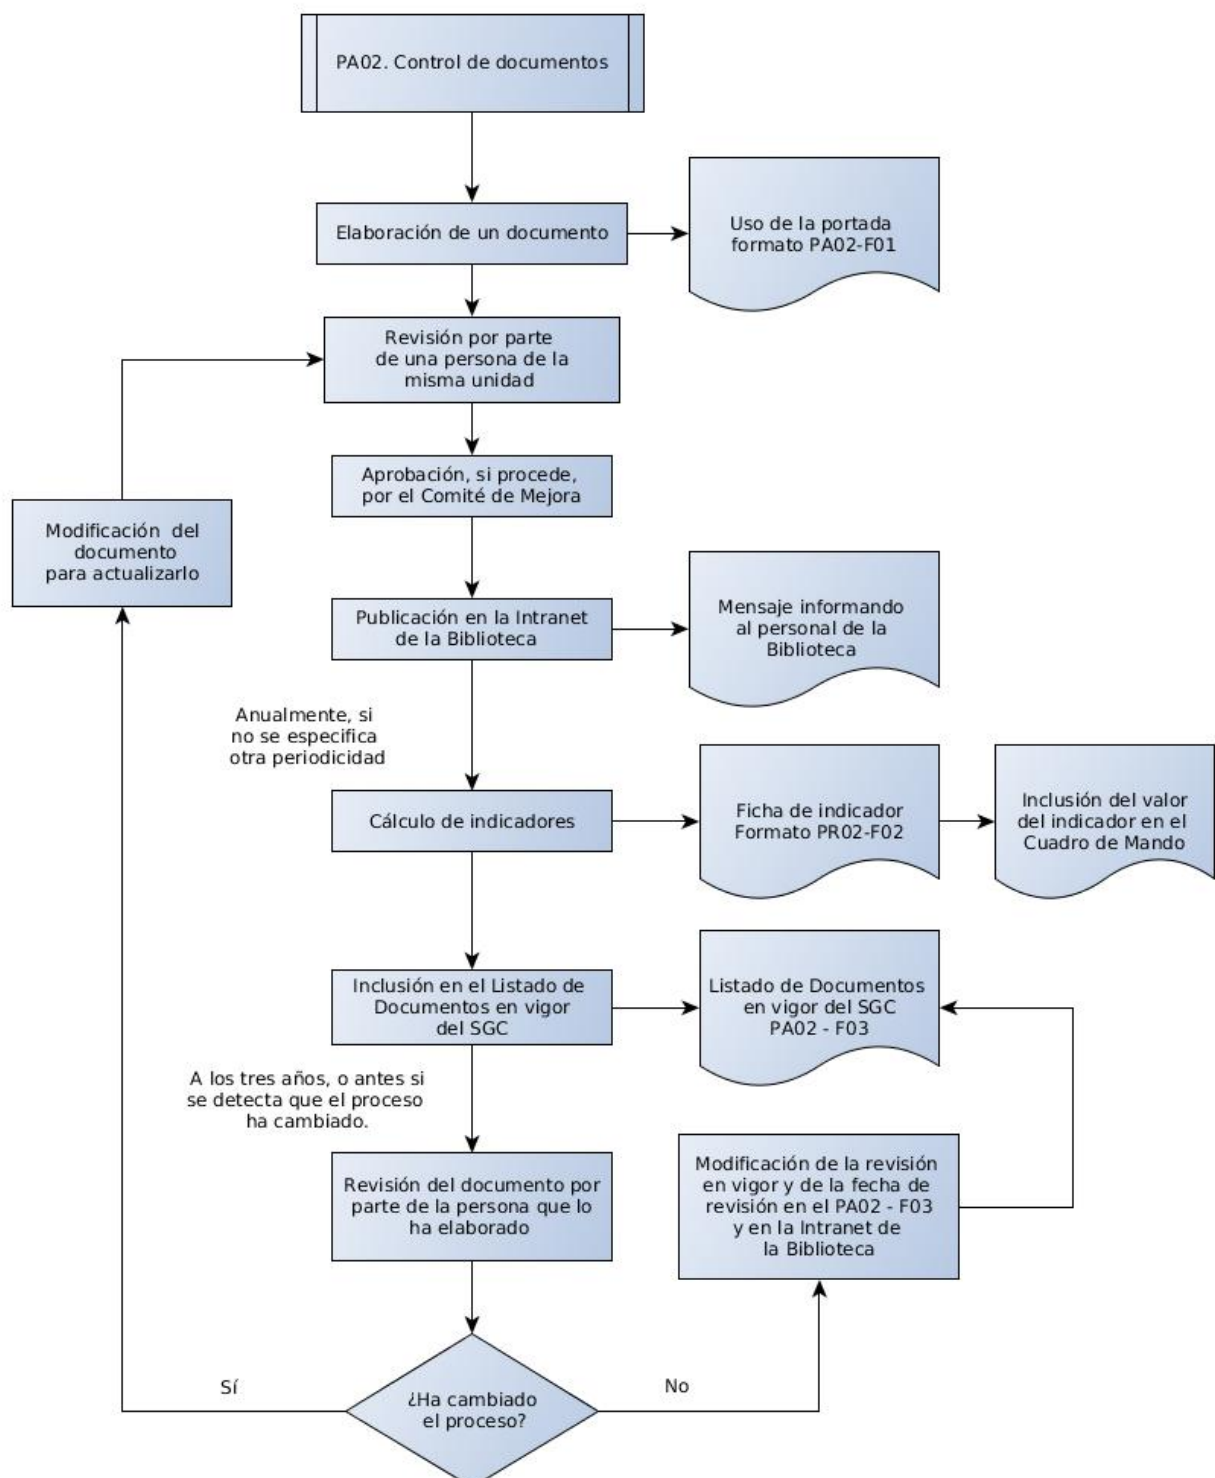 PA02. Control de documentos
Elaboración de un documento
Uso de la portada
formato PA02-F01
Revisión por parte
de una persona de la
misma unidad
Aprobación, si procede,
por el Comité de Mejora
Modificación del
documento
para actualizarlo
Publicación en la Intranet
de la Biblioteca
Mensaje informando
al personal de la
Biblioteca
Anualmente, si
no se especifica
otra periodicidad
Cálculo de indicadores
Ficha de indicador
Formato PR02-F02
Inclusión del valor
del indicador en el
Cuadro de Mando
Inclusión en el Listado de
Documentos en vigor
del SGC
Listado de Documentos
en vigor del SGC
PA02 - F03
A los tres años, o antes si
se detecta que el proceso
ha cambiado.
Revisión del documento por
parte de la persona que lo
ha elaborado
Modificación de la revisión
en vigor y de la fecha de
revisión en el PA02 - F03
y en la Intranet de
la Biblioteca
Sí
¿Ha cambiado
el proceso?
No